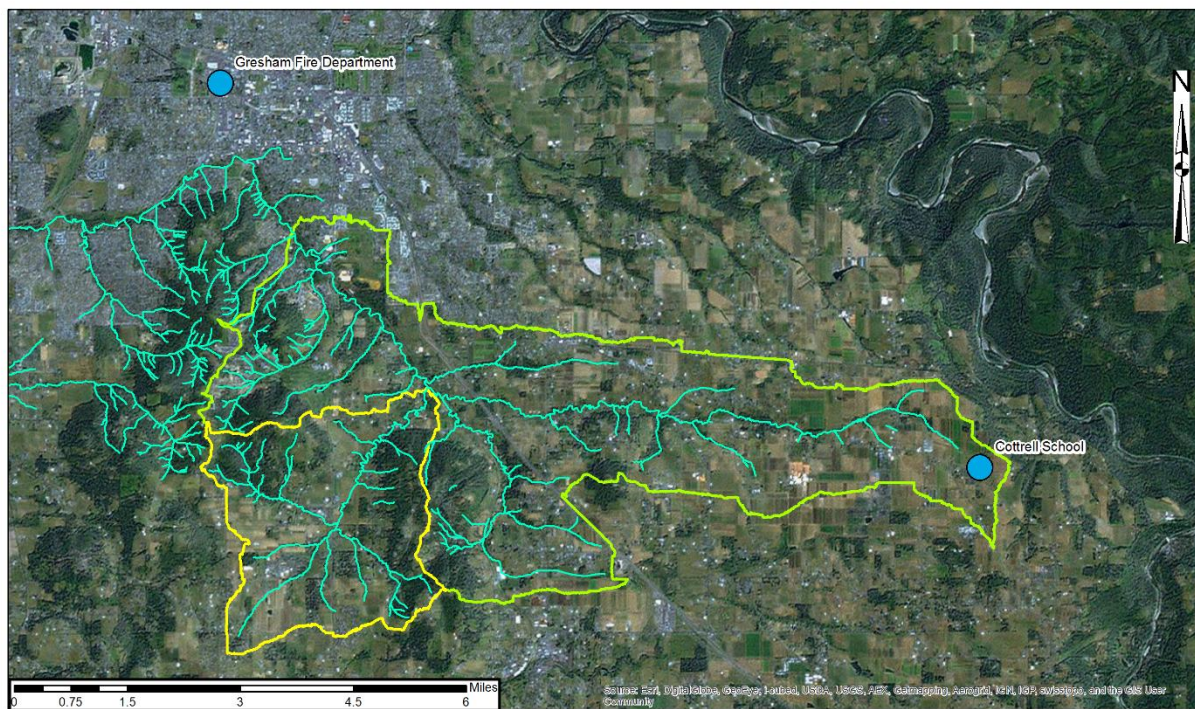 Gresham Fire Department
N
Cottrell School
Miles
0 0.75 1.5 3 4.5 6
Source: Esri, DigitalGlobe, GeoEye, i-cubed, USDA, USGS, AEX, Getmapping, Aerogrid, IGN, IGP, swisstopo, and the GIS User
Community